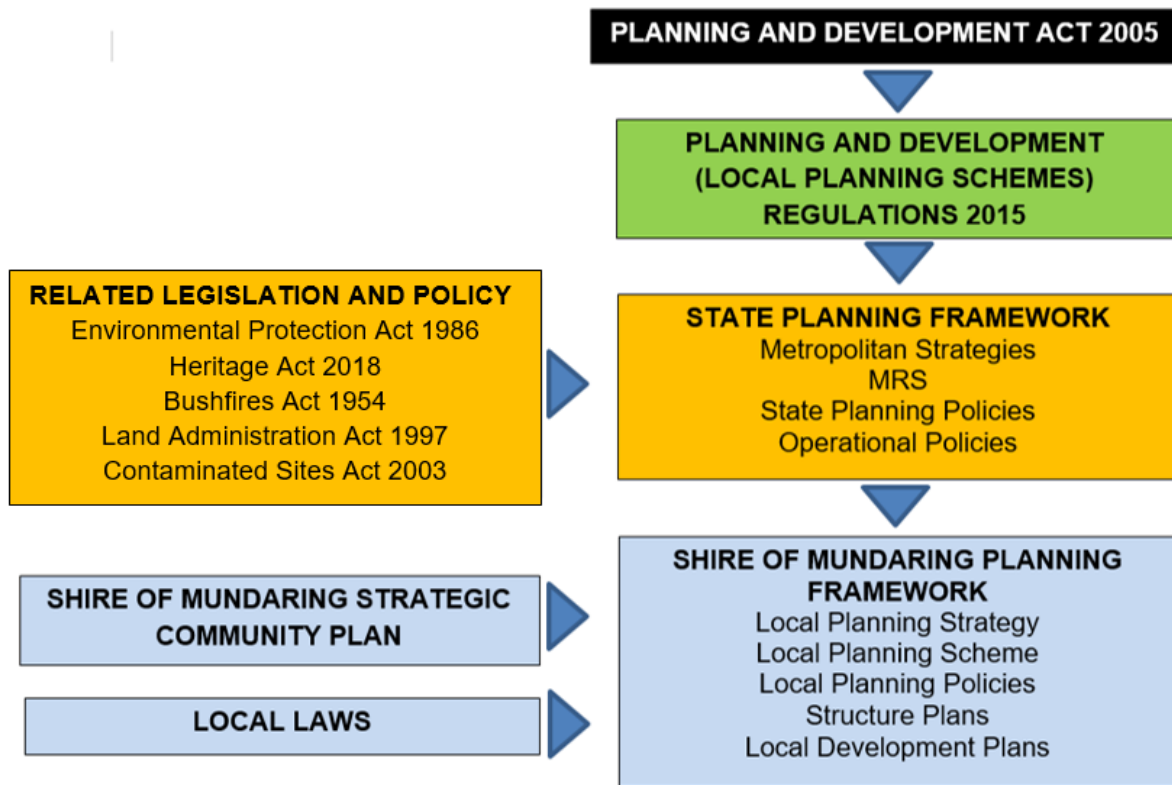 PLANNING AND DEVELOPMENT ACT 2005
PLANNING AND DEVELOPMENT
(LOCAL PLANNING SCHEMES)
REGULATIONS 2015
RELATED LEGISLATION AND POLICY
Environmental Protection Act 1986
Heritage Act 2018
Bushfires Act 1954
Land Administration Act 1997
Contaminated Sites Act 2003
STATE PLANNING FRAMEWORK
Metropolitan Strategies
MRS
State Planning Policies
Operational Policies
SHIRE OF MUNDARING STRATEGIC
COMMUNITY PLAN
LOCAL LAWS
SHIRE OF MUNDARING PLANNING
FRAMEWORK
Local Planning Strategy
Local Planning Scheme
Local Planning Policies
Structure Plans
Local Development Plans